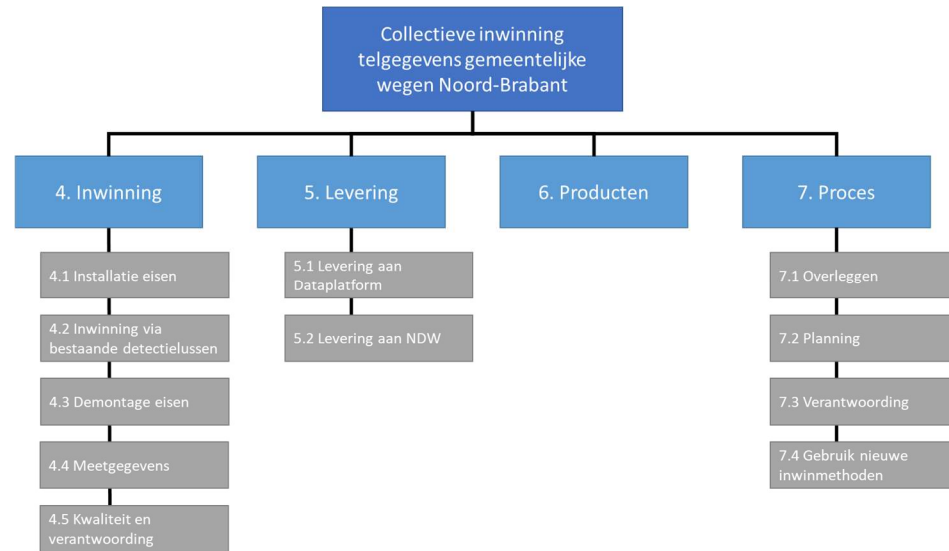 Collectieve inwinning
telgegevens gemeentelijke
wegen Noord-Brabant
4. Inwinning
5. Levering
6. Producten
7. Proces
4.1 Installatie eisen
4.2 Inwinning via
bestaande detectielussen
4.3 Demontage eisen
4.4 Meetgegevens
4.5 Kwaliteit en
verantwoording
5.1 Levering aan
Dataplatform
5.2 Levering aan NDW
7.1 Overleggen
7.2 Planning
7.3 Verantwoording
7.4 Gebruik nieuwe
inwinmethoden